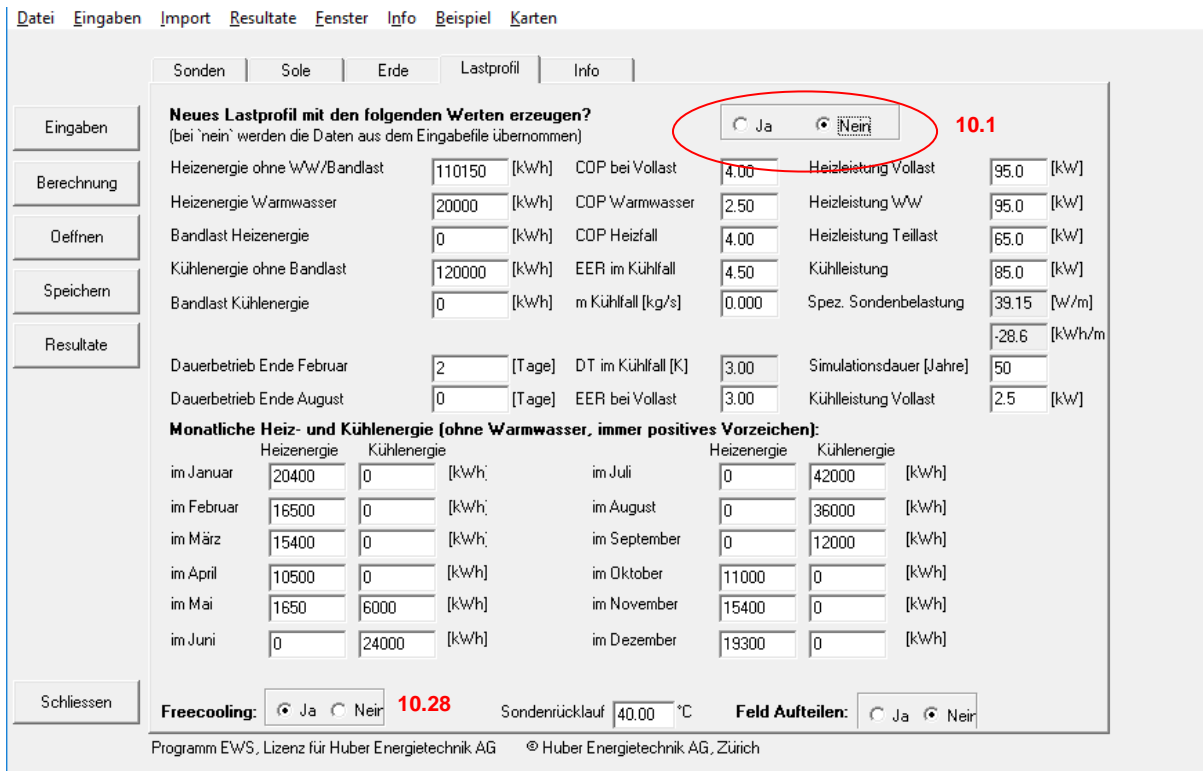 Datei Eingaben Import Resultate Fenster Info Beispiel Karten
Sonden Sole Erde Lastprofil Info
Neues Lastprofil mit den folgenden Werten erzeugen?
(bei `nein` werden die Daten aus dem Eingabefile übernommen)
Ja Nein 10.1
Eingaben
Berechnung
Oeffnen
Speichern
Resultate
Schliessen
Heizenergie ohne WW/Bandlast 110150 [kWh] COP bei Vollast 4.00 Heizleistung Vollast 95.0 [kW]
Heizenergie Warmwasser 20000 [kWh] COP Warmwasser 2.50 Heizleistung WW 95.0 [kW]
Bandlast Heizenergie 0 [kWh] COP Heizfall 4.00 Heizleistung Teillast 65.0 [kW]
Kühlenergie ohne Bandlast 120000 [kWh] EER im Kühlfall 4.50 Kühlleistung 85.0 [kW]
Bandlast Kühlenergie 0 [kWh] m Kühlfall [kg/s] 0.000 Spez. Sondenbelastung 39.15 [W/m]
-28.6 [kWh/m
Dauerbetrieb Ende Februar 2 [Tage] DT im Kühlfall [K] 3.00 Simulationsdauer [Jahre] 50
Dauerbetrieb Ende August 0 [Tage] EER bei Vollast 3.00 Kühlleistung Vollast 2.5 [kW]
Monatliche Heiz- und Kühlenergie (ohne Warmwasser, immer positives Vorzeichen):
Heizenergie Kühlenergie Heizenergie Kühlenergie
im Januar 20400 0 [kWh] im Juli 0 42000 [kWh]
im Februar 16500 0 [kWh] im August 0 36000 [kWh]
im März 15400 0 [kWh] im September 0 12000 [kWh]
im April 10500 0 [kWh] im Oktober 11000 0 [kWh]
im Mai 1650 6000 [kWh] im November 15400 0 [kWh]
im Juni 0 24000 [kWh] im Dezember 19300 0 [kWh]
Freecooling: Ja Nein 10.28 Sondenrücklauf 40.00 °C Feld Aufteilen: Ja Nein
Programm EWS, Lizenz für Huber Energietechnik AG © Huber Energietechnik AG, Zürich